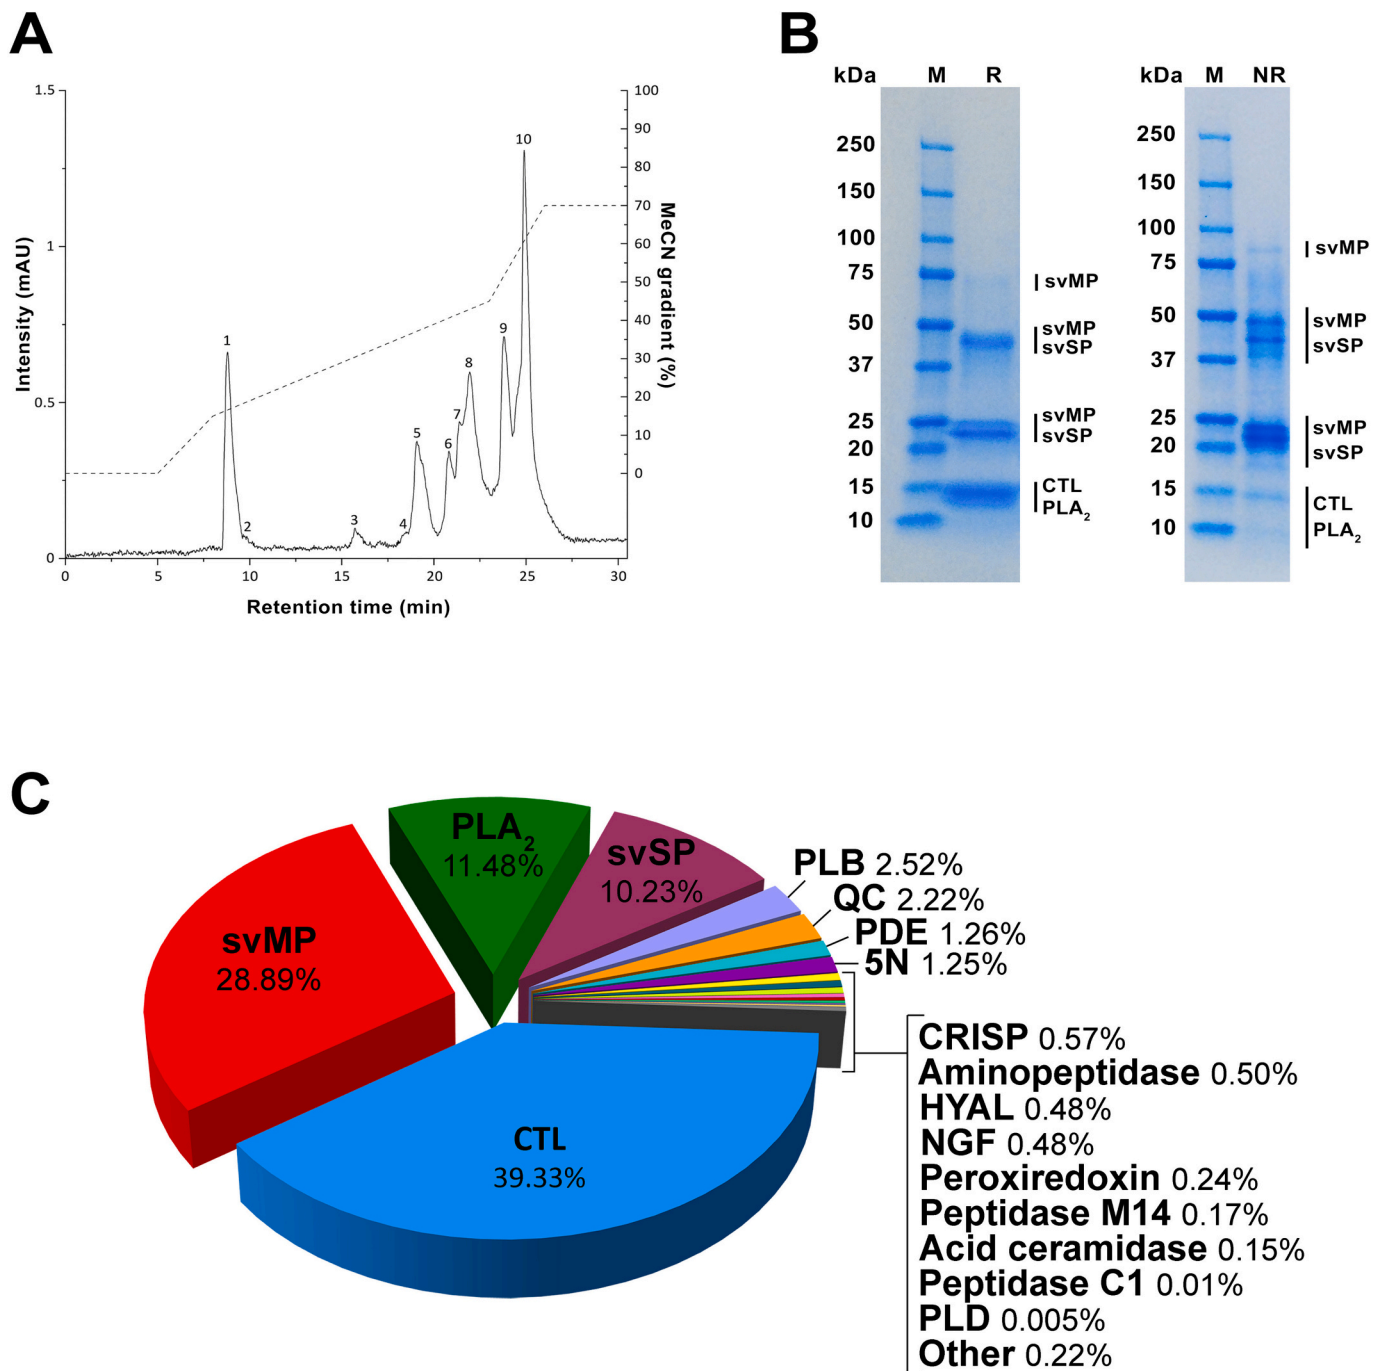 A
1.5
1
0.5
0
Intensity (mAU)
0 5 10 15 20 25 30
Retention time (min)
100
90
80
70
60
50
40
30
20
10
0
MeCN gradient (%)
1
2
3
4
5
6
7
8
9
10
B
kDa M R
250
150
100
75
50
37
25
20
15
10
svMP
svMP
svSP
svMP
svSP
CTL
PLA2
kDa M NR
250
150
100
75
50
37
25
20
15
10
svMP
svMP
svSP
svMP
svSP
CTL
PLA2
C
PLA2
11.48%
svSP
10.23%
svMP
28.89%
CTL
39.33%
PLB 2.52%
QC 2.22%
PDE 1.26%
5N 1.25%
CRISP 0.57%
Aminopeptidase 0.50%
HYAL 0.48%
NGF 0.48%
Peroxiredoxin 0.24%
Peptidase M14 0.17%
Acid ceramidase 0.15%
Peptidase C1 0.01%
PLD 0.005%
Other 0.22%